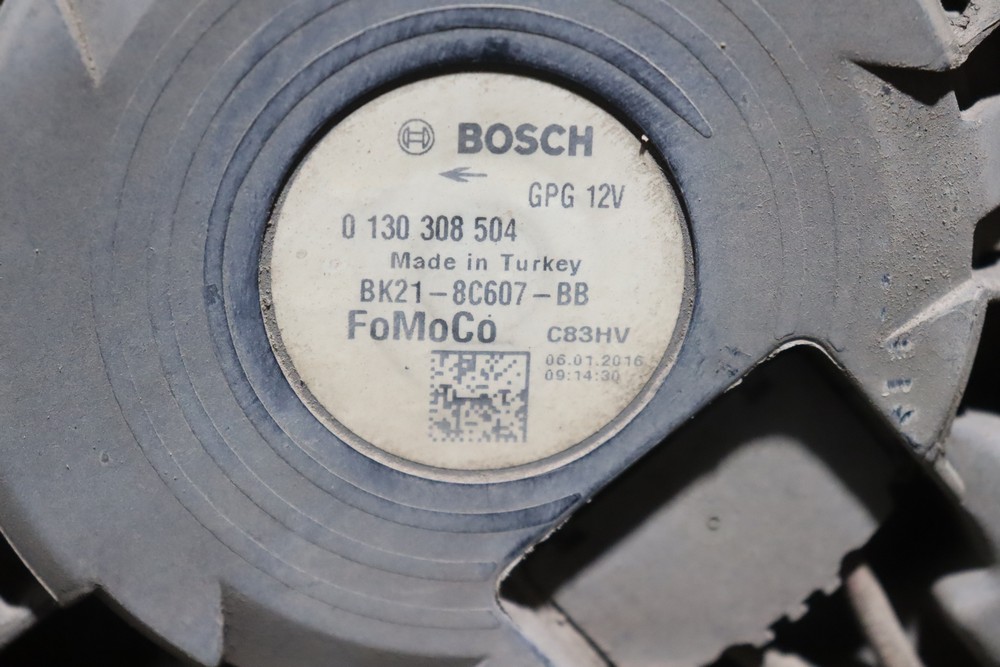 BOSCH
GPG 12V
0 130 308 504
Made in Turkey
BK21-8C607-BB
FoMoCo C83HV
06.01.2016
09:14:30